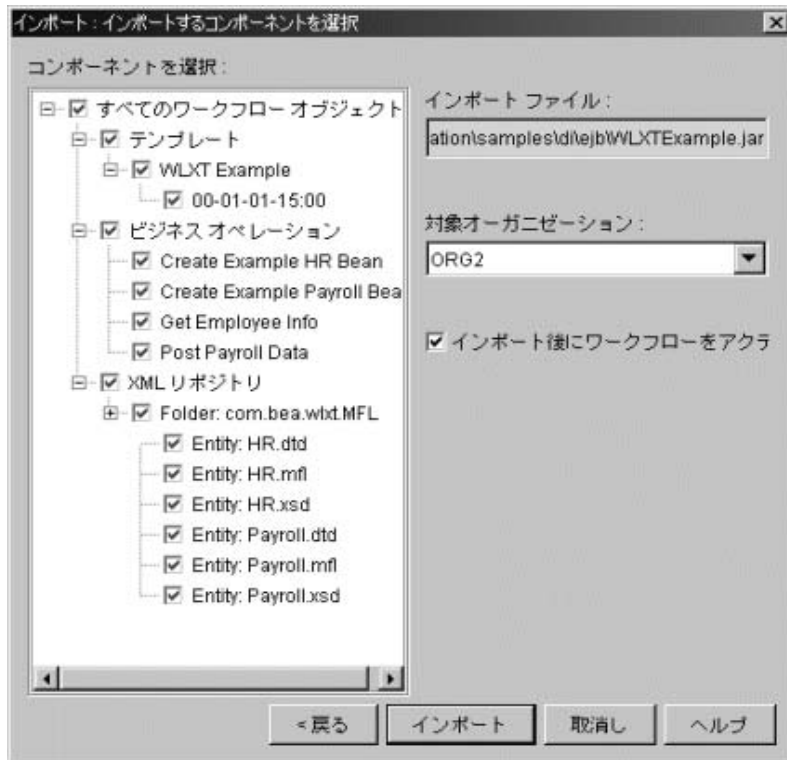 インポート : インポートするコンポーネントを選択
コンポーネントを選択 :
すべてのワークフロー オブジェクト
テンプレート
WLXT Example
00-01-01-15:00
ビジネス オペレーション
Create Example HR Bean
Create Example Payroll Bea
Get Employee Info
Post Payroll Data
XML リポジトリ
Folder: com.bea.wlxt.MFL
Entity: HR.dtd
Entity: HR.mfl
Entity: HR.xsd
Entity: Payroll.dtd
Entity: Payroll.mfl
Entity: Payroll.xsd
インポート ファイル :
ation\samples\di\ejb\WLXTExample.jar
対象オーガニゼーション :
ORG2
インポート後にワークフローをアクテ
<戻る
インポート
取消し
ヘルプ